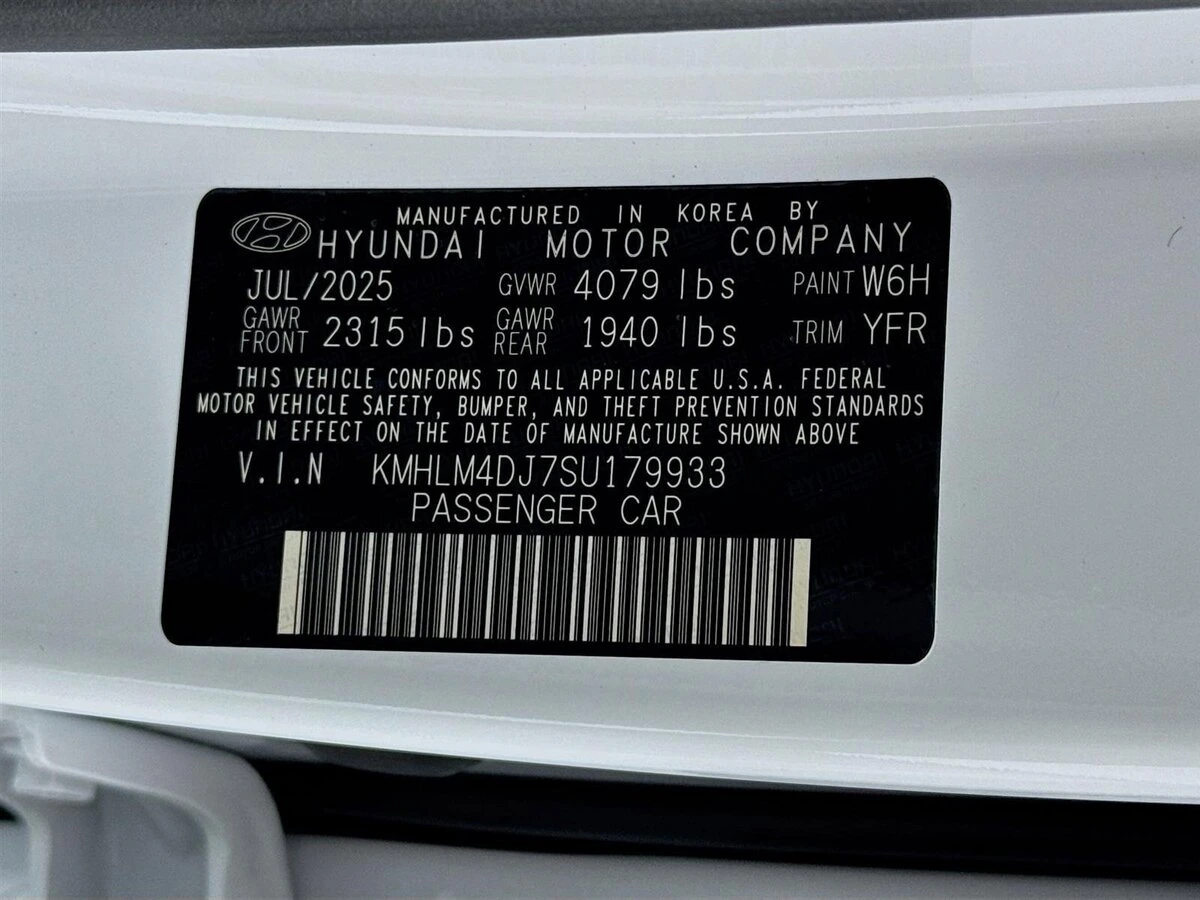 MANUFACTURED IN KOREA BY
HYUNDAI MOTOR COMPANY
JUL/2025 GVWR 4079 lbs PAINT W6H
GAWR FRONT 2315 lbs GAWR REAR 1940 lbs TRIM YFR
THIS VEHICLE CONFORMS TO ALL APPLICABLE U.S.A. FEDERAL
MOTOR VEHICLE SAFETY, BUMPER, AND THEFT PREVENTION STANDARDS
IN EFFECT ON THE DATE OF MANUFACTURE SHOWN ABOVE
V.I.N KMHLM4DJ7SU179933
PASSENGER CAR